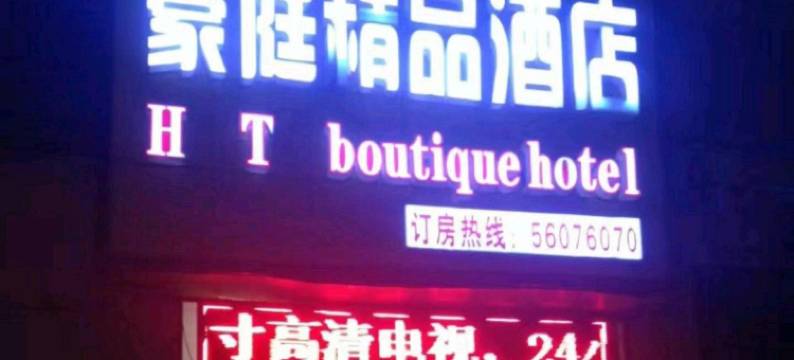 豪庭精品酒店
H T boutique hotel
订房热线：56076070
寸高清电视，24